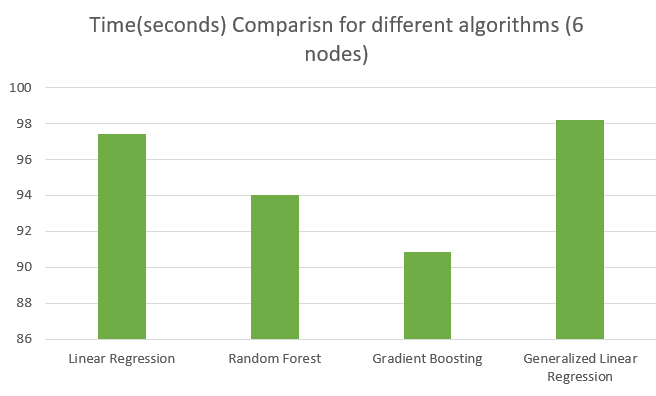 Time(seconds) Comparisn for different algorithms (6
nodes)
100
98
96
94
92
90
88
86
Linear Regression
Random Forest
Gradient Boosting
Generalized Linear
Regression